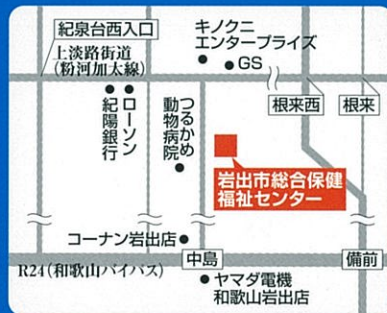 紀泉台西入口
上淡路街道
(粉河加太線)
キノクニ
エンタープライズ
GS
根来西
根来
ローソン
紀陽銀行
つるかめ
動物病院
岩出市総合保健
福祉センター
コーナン岩出店
中島
備前
R24(和歌山バイパス)
ヤマダ電機
和歌山岩出店